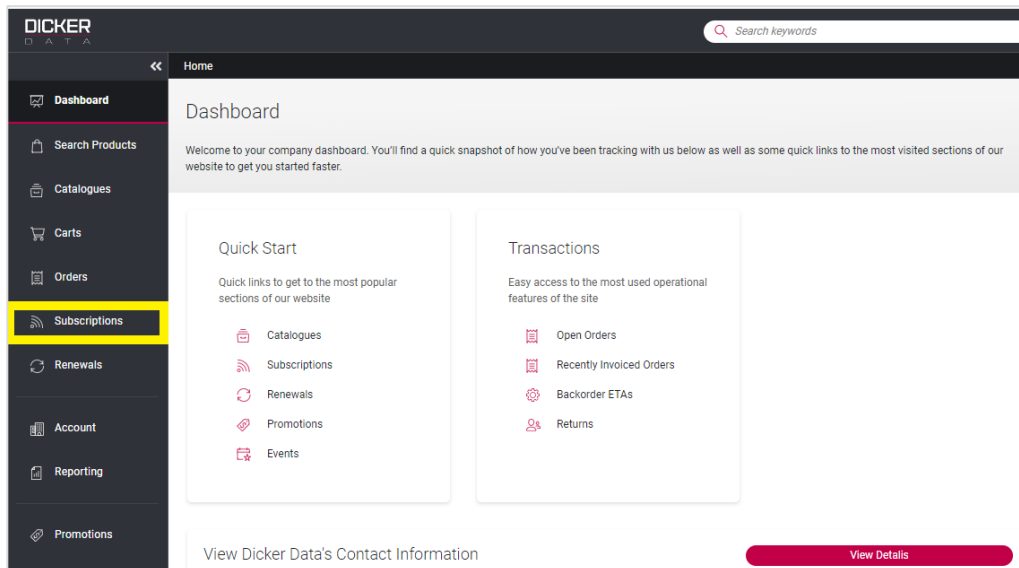 DICKER
DATA
Search keywords
Home
Dashboard
Search Products
Catalogues
Carts
Orders
Subscriptions
Renewals
Account
Reporting
Promotions
Dashboard
Welcome to your company dashboard. You'll find a quick snapshot of how you've been tracking with us below as well as some quick links to the most visited sections of our
website to get you started faster.
Quick Start
Quick links to get to the most popular
sections of our website
Catalogues
Subscriptions
Renewals
Promotions
Events
Transactions
Easy access to the most used operational
features of the site
Open Orders
Recently Invoiced Orders
Backorder ETAs
Returns
View Dicker Data's Contact Information
View Detalis